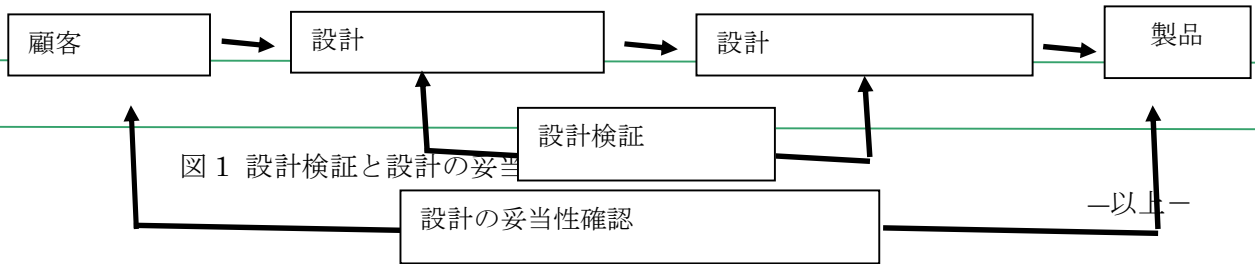 顧客
設計
設計
製品
設計検証
図1 設計検証と設計の妥当
—以上－
設計の妥当性確認